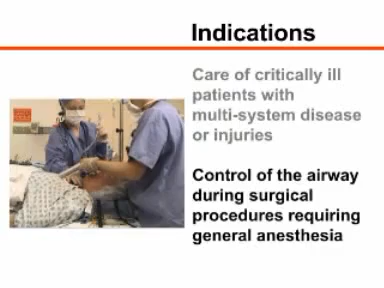 Indications
Care of critically ill
patients with
multi-system disease
or injuries
Control of the airway
during surgical
procedures requiring
general anesthesia